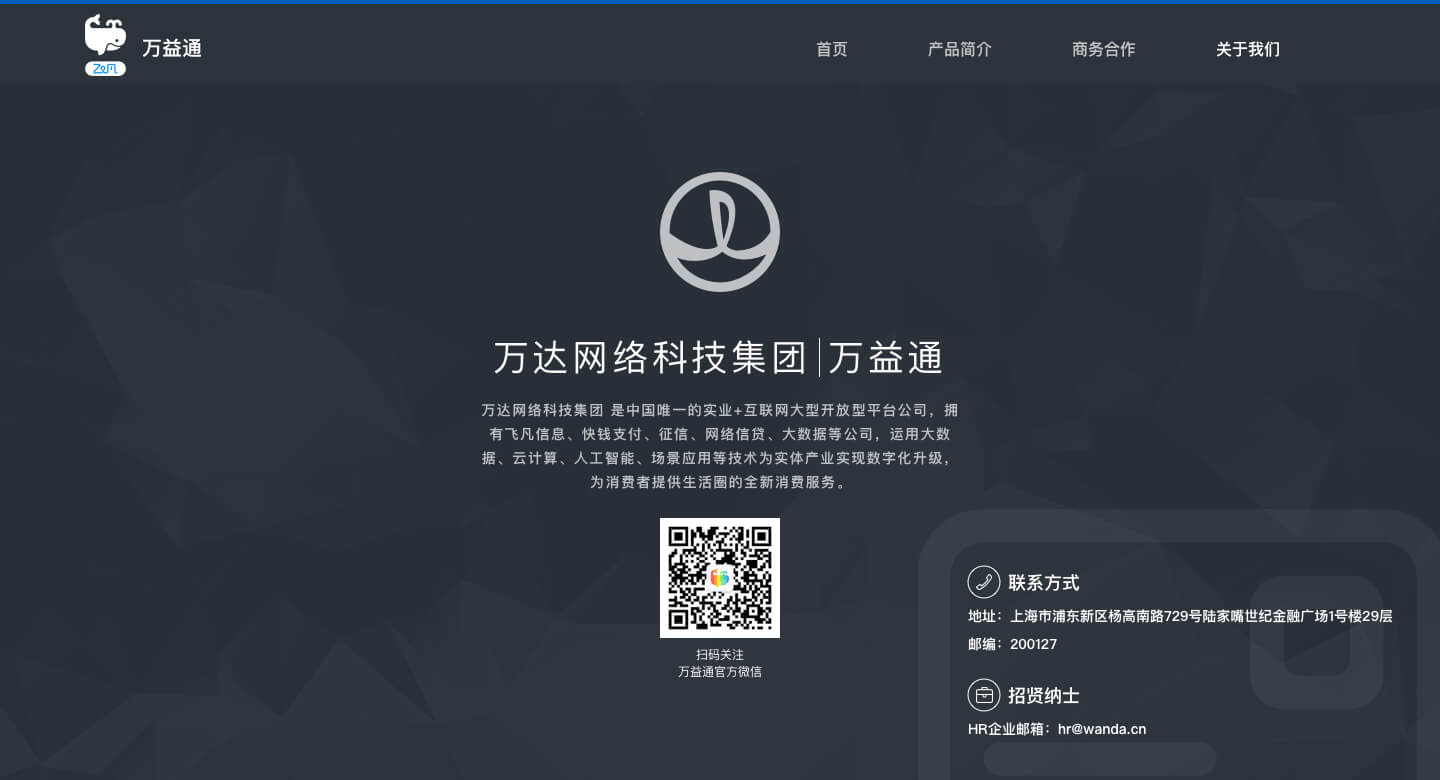 万益通
首页
产品简介
商务合作
关于我们
万达网络科技集团 万益通
万达网络科技集团 是中国唯一的实业+互联网大型开放型平台公司，拥
有飞凡信息、快钱支付、征信、网络信贷、大数据等公司，运用大数
据、云计算、人工智能、场景应用等技术为实体产业实现数字化升级，
为消费者提供生活圈的全新消费服务。
扫码关注
万益通官方微信
联系方式
地址：上海市浦东新区杨高南路729号陆家嘴世纪金融广场1号楼29层
邮编：200127
招贤纳士
HR企业邮箱：hr@wanda.cn